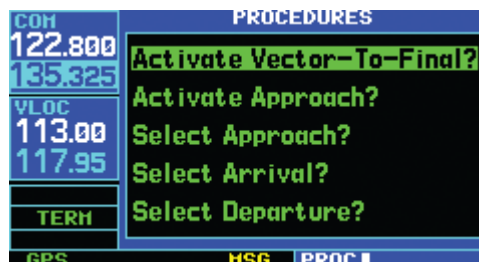 COM
122.800
135.325
VLOC
113.00
117.95
TERM
GPS
PROCEDURES
Activate Vector-To-Final?
Activate Approach?
Select Approach?
Select Arrival?
Select Departure?
MSG PROC